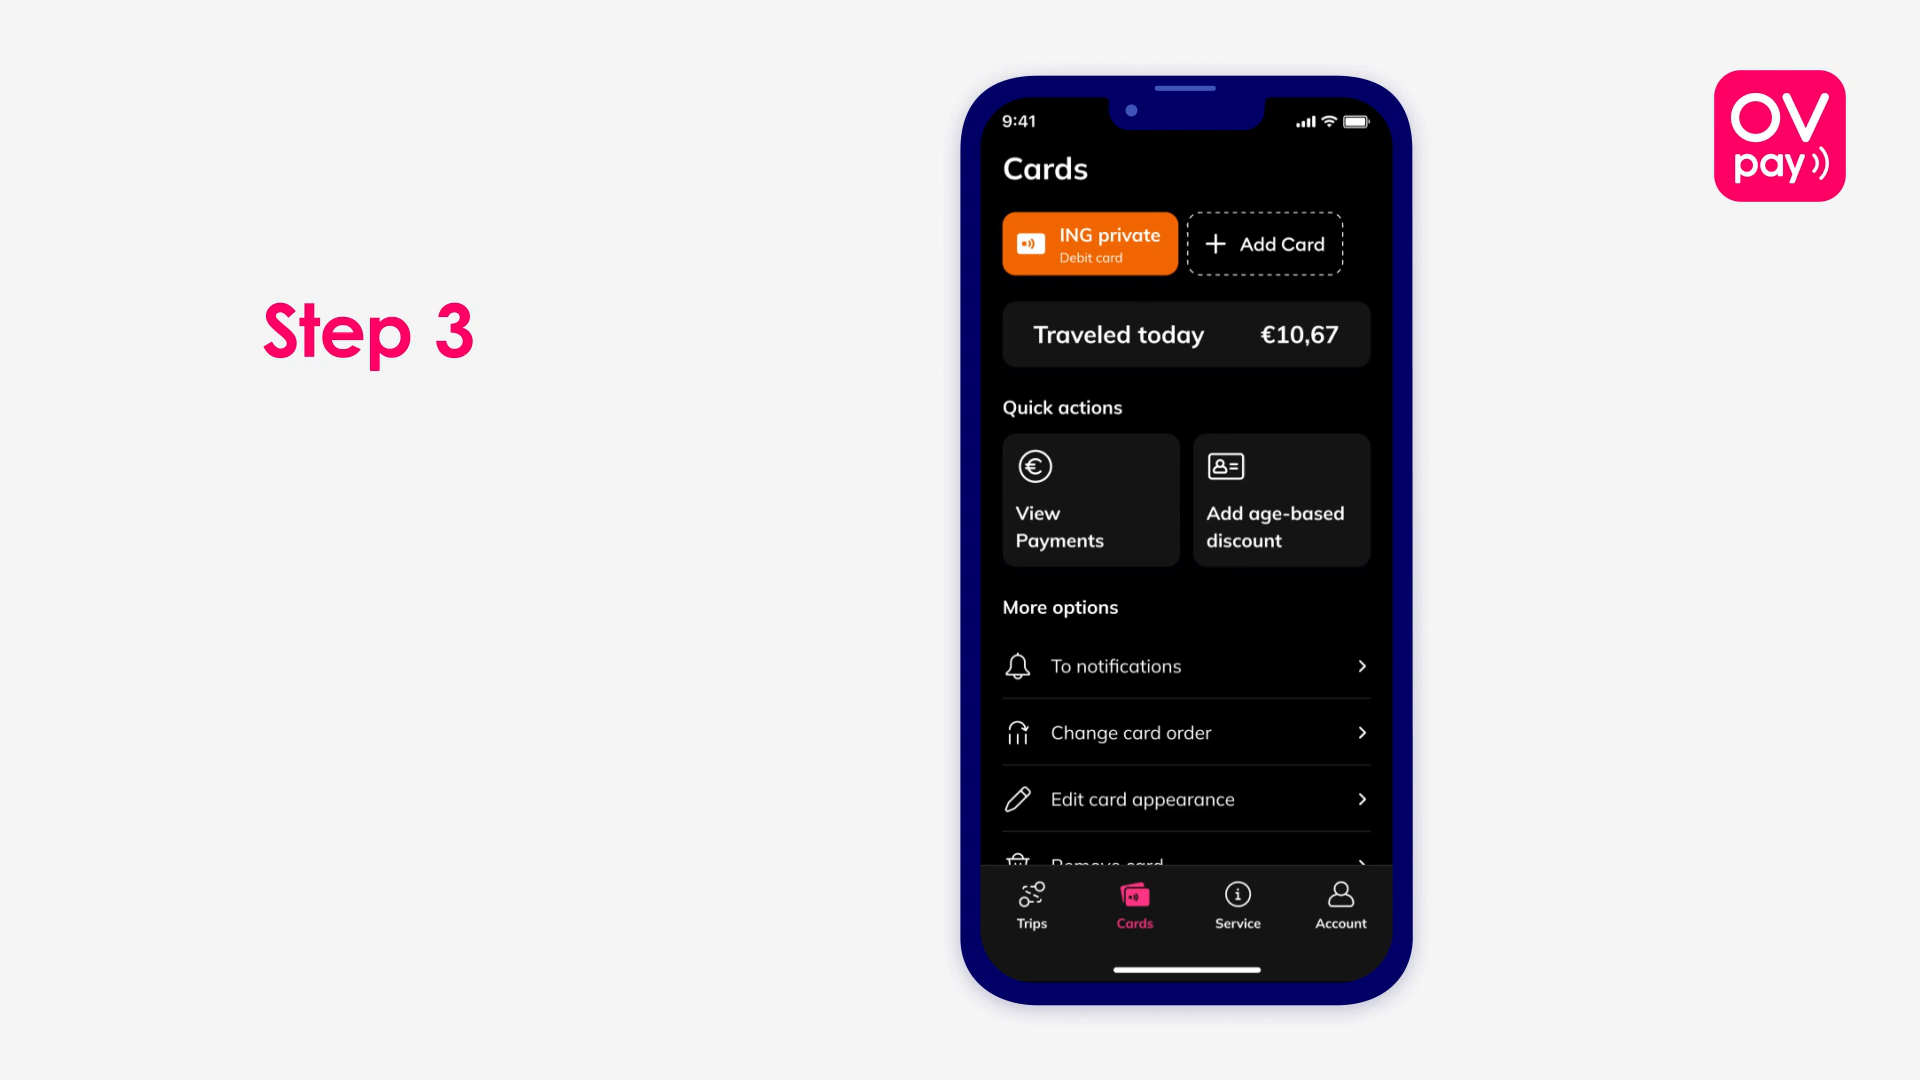 Step 3
OV
pay
9:41
Cards
ING private
Debit card
Add Card
Traveled today €10,67
Quick actions
View
Payments
Add age-based
discount
More options
To notifications
Change card order
Edit card appearance
Remove card
Trips
Cards
Service
Account